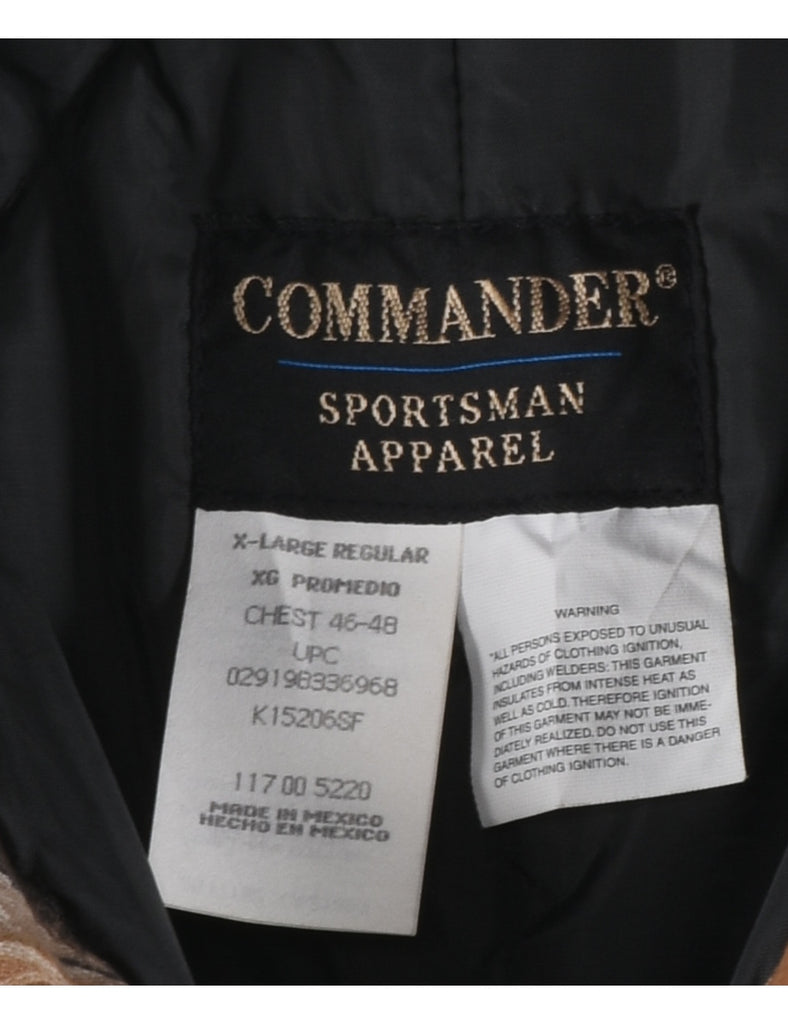 COMMANDER®
SPORTSMAN
APPAREL
X-LARGE REGULAR
XG PROMEDIO
CHEST 46-48
UPC
029198336968
K15206SF
117 00 5220
MADE IN MEXICO
HECHO EN MEXICO
WARNING
"ALL PERSONS EXPOSED TO UNUSUAL
HAZARDS OF CLOTHING IGNITION,
INCLUDING WELDERS: THIS GARMENT
INSULATES FROM INTENSE HEAT AS
WELL AS COLD. THEREFORE IGNITION
OF THIS GARMENT MAY NOT BE IMME-
DIATELY REALIZED. DO NOT USE THIS
GARMENT WHERE THERE IS A DANGER
OF CLOTHING IGNITION.